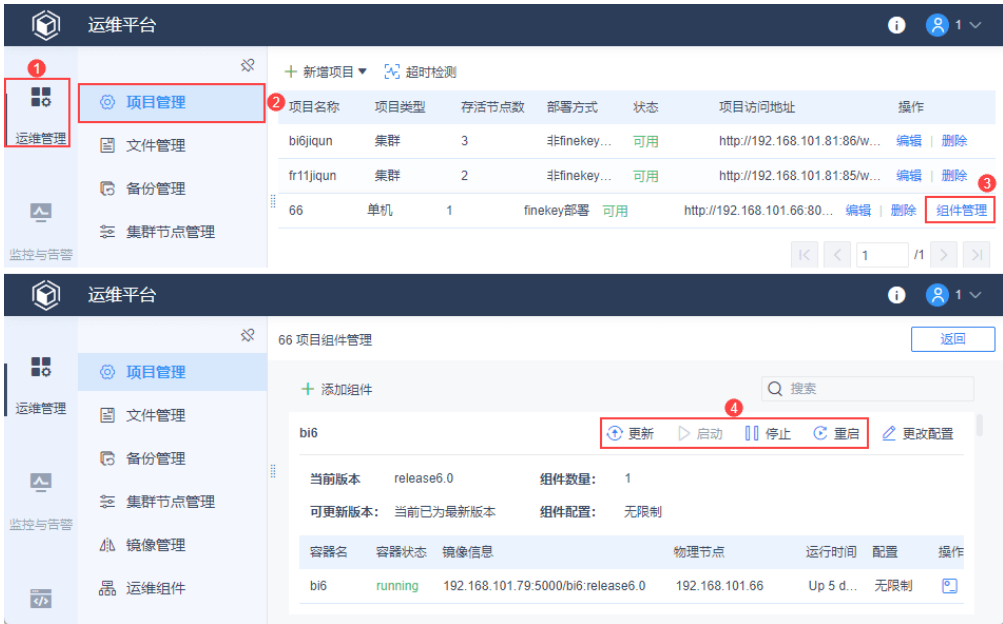 运维平台
1
1
运维管理
监控与告警
2
项目管理
文件管理
备份管理
集群节点管理
新增项目 超时检测
项目名称 项目类型 存活节点数 部署方式 状态 项目访问地址 操作
bi6jiqun 集群 3 非finekey... 可用 http://192.168.101.81:86/w... 编辑 | 删除
fr11jiqun 集群 2 非finekey... 可用 http://192.168.101.81:85/w... 编辑 | 删除
3
66 单机 1 finekey部署 可用 http://192.168.101.66:80... 编辑 | 删除 组件管理
1 /1
运维平台
1
运维管理
监控与告警
项目管理
文件管理
备份管理
集群节点管理
镜像管理
运维组件
66 项目组件管理 返回
添加组件 搜索
4
bi6 更新 启动 停止 重启 更改配置
当前版本 release6.0 组件数量： 1
可更新版本： 当前已为最新版本 组件配置： 无限制
容器名 容器状态 镜像信息 物理节点 运行时间 配置 操作
bi6 running 192.168.101.79:5000/bi6:release6.0 192.168.101.66 Up 5 d... 无限制